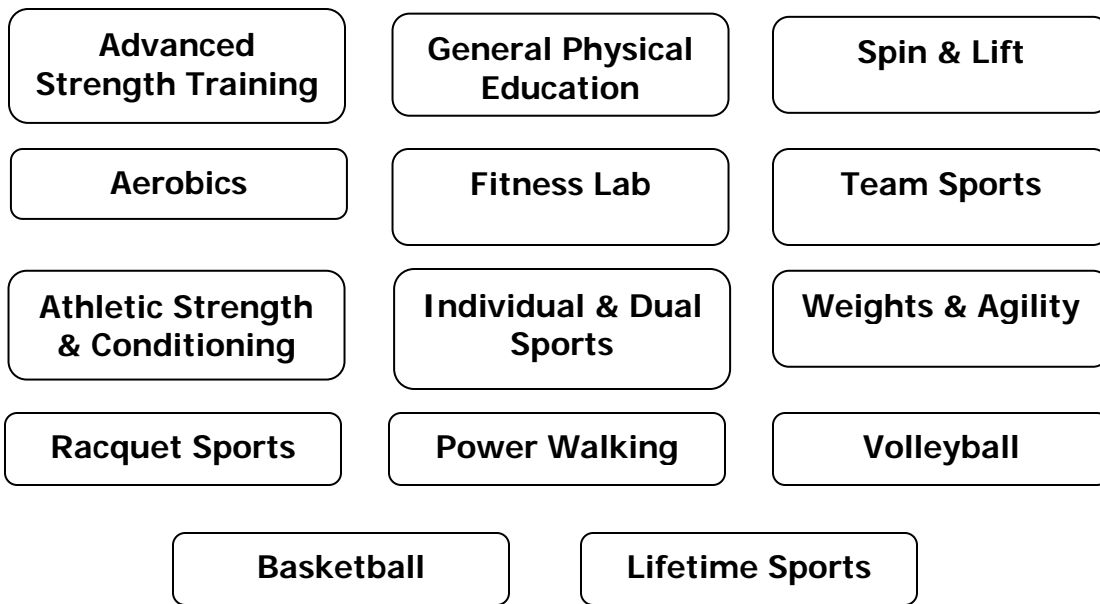 Advanced
Strength Training
General Physical
Education
Spin & Lift
Aerobics
Fitness Lab
Team Sports
Athletic Strength
& Conditioning
Individual & Dual
Sports
Weights & Agility
Racquet Sports
Power Walking
Volleyball
Basketball
Lifetime Sports